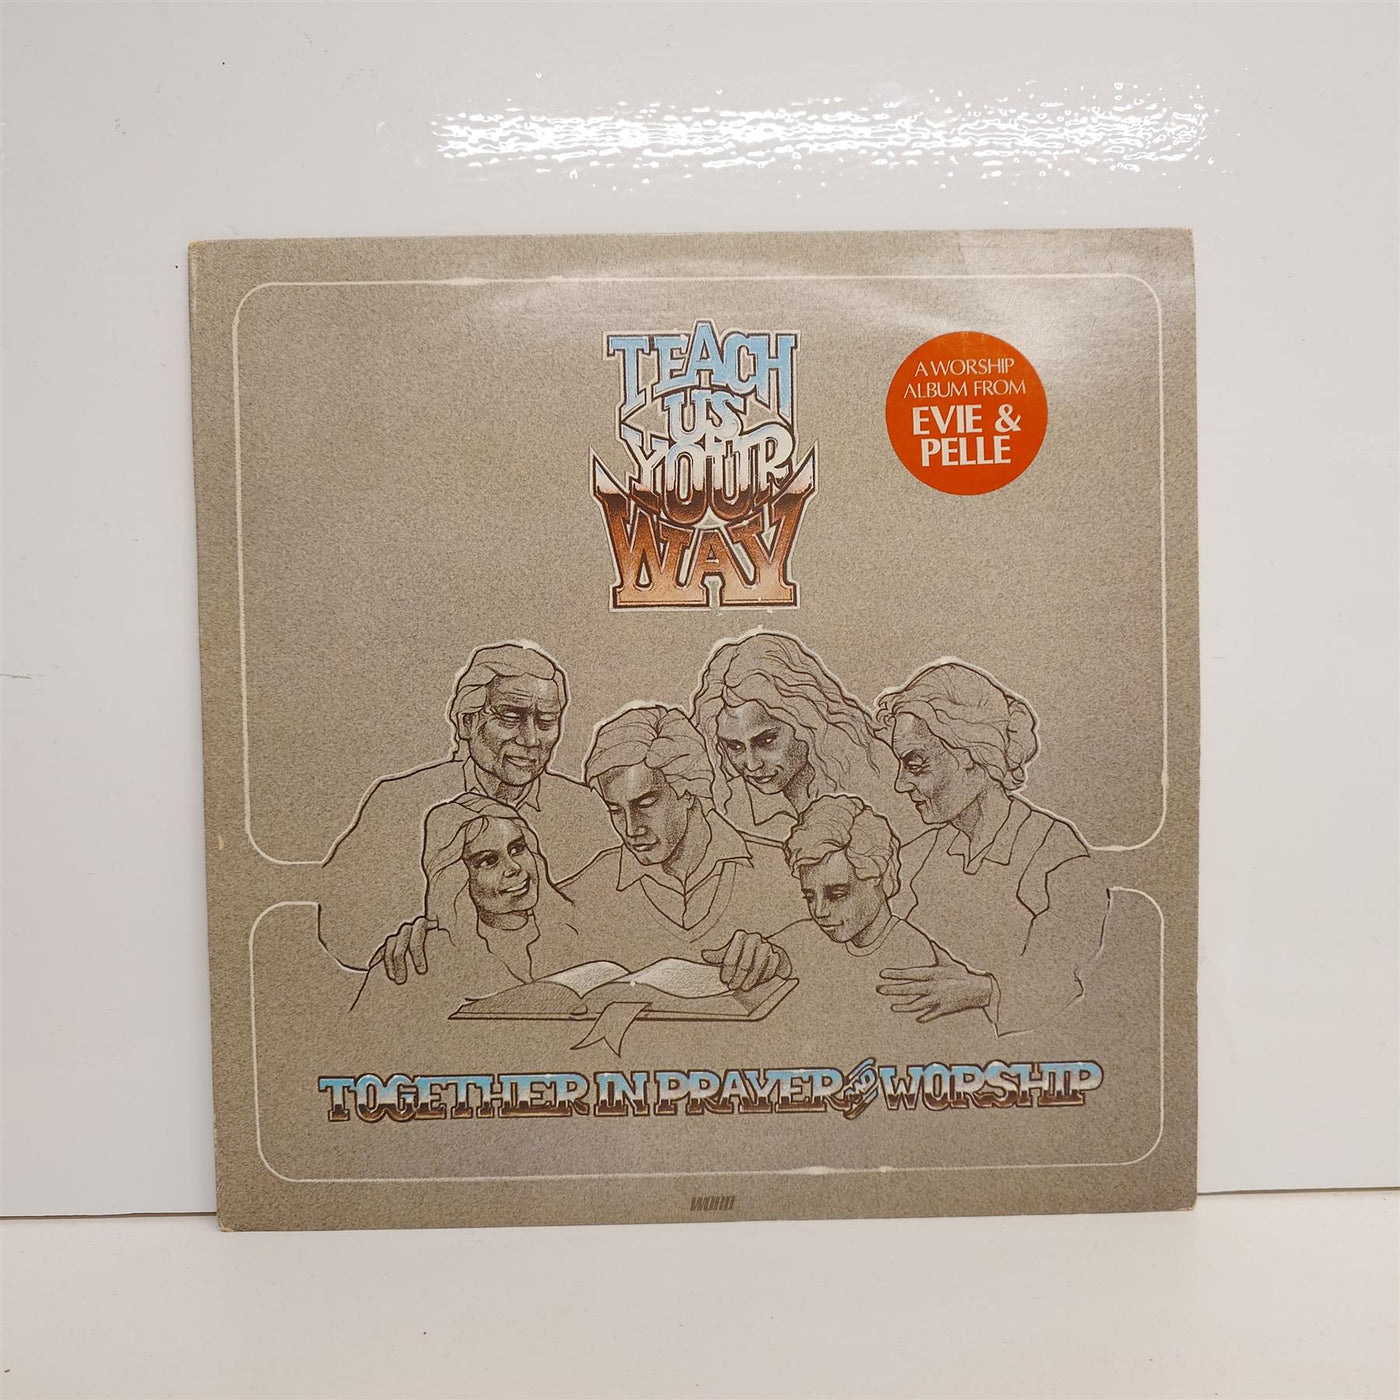 TEACH
US
YOUR
WAY
A WORSHIP
ALBUM FROM
EVIE &
PELLE
TOGETHER IN PRAYER AND WORSHIP
WORD